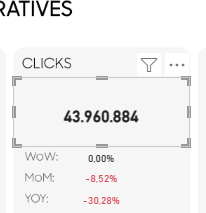 RATIVES
CLICKS
43.960.884
WoW: 0,00%
MoM: -8,52%
YOY: -30,28%